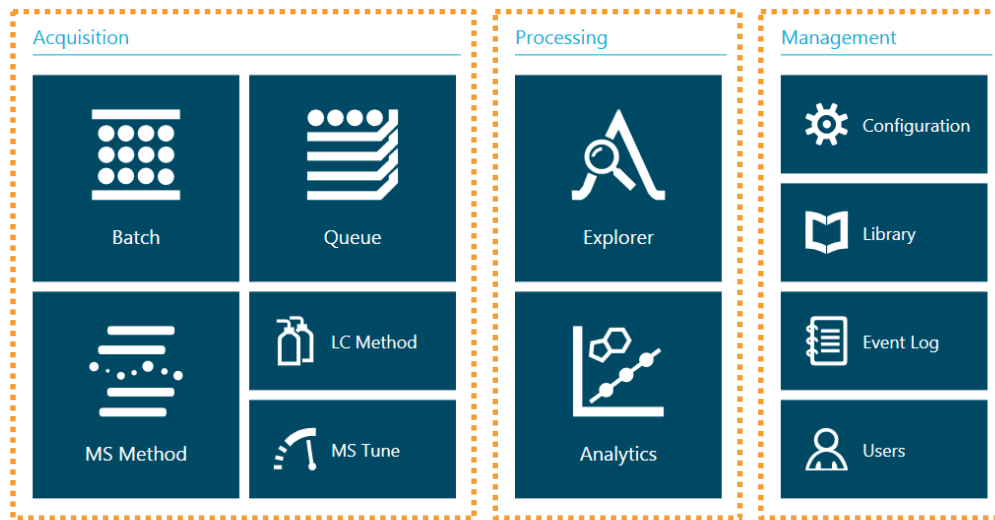 Acquisition
Batch
Queue
MS Method
LC Method
MS Tune
Processing
Explorer
Analytics
Management
Configuration
Library
Event Log
Users